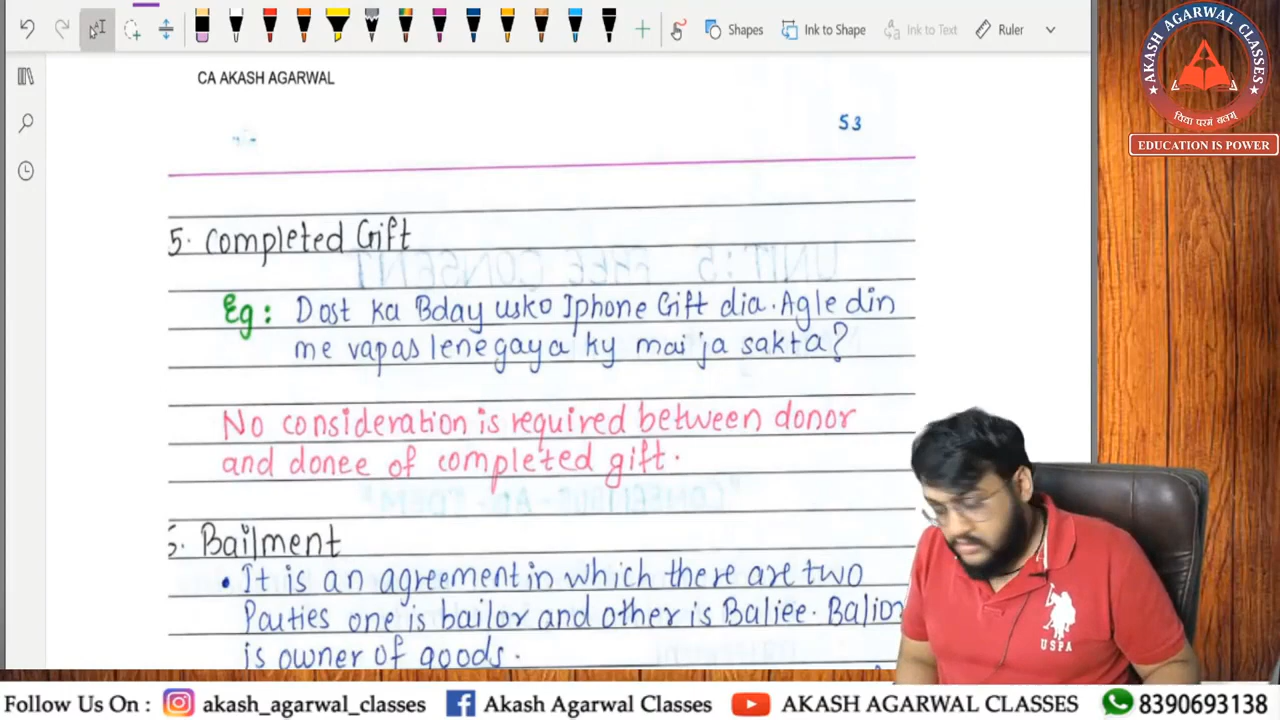 Shapes
Ink to Shape
Ink to Text
Ruler
AKASH AGARWAL CLASSES
विद्या परमं बलम्
EDUCATION IS POWER
CA AKASH AGARWAL
53
5. Completed Gift
Eg: Dost ka Bday usko Iphone Gift dia. Agle din
me vapas lene gaya ky mai ja sakta?
No consideration is required between donor
and donee of completed gift.
Bailment
• It is an agreement in which there are two
Parties one is bailor and other is Baliee. Balior
is owner of goods.
USPA
Follow Us On : akash_agarwal_classes Akash Agarwal Classes AKASH AGARWAL CLASSES 8390693138